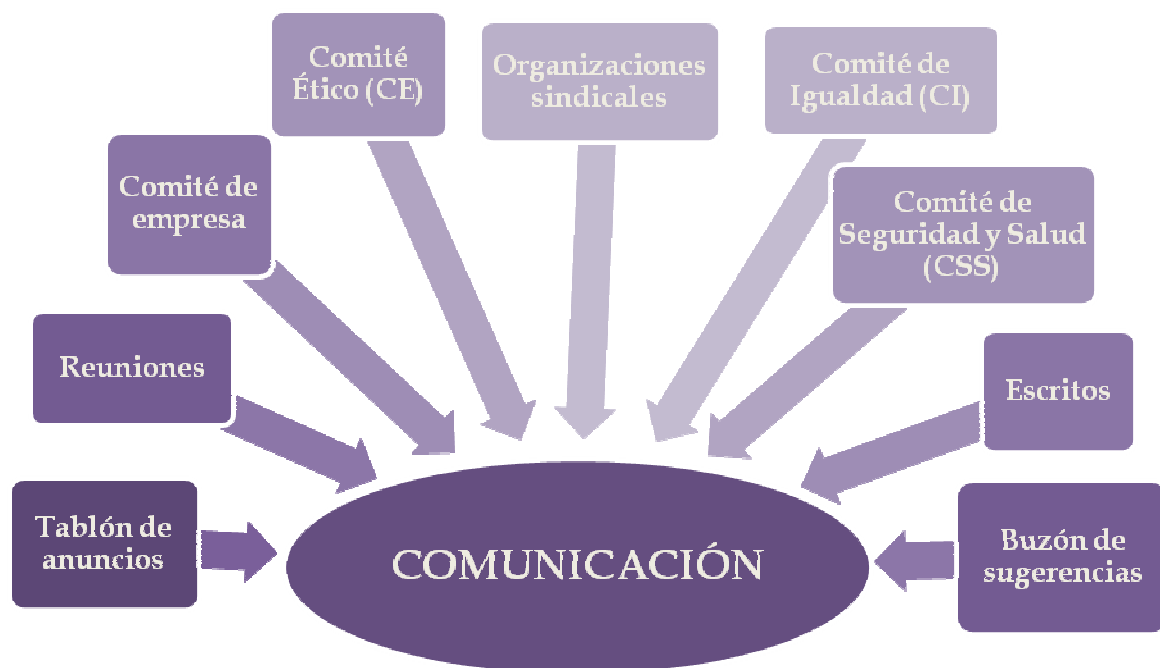 Comité
Ético (CE)
Organizaciones
sindicales
Comité de
Igualdad (CI)
Comité de
empresa
Comité de
Seguridad y Salud
(CSS)
Reuniones
Escritos
Tablón de
anuncios
COMUNICACIÓN
Buzón de
sugerencias